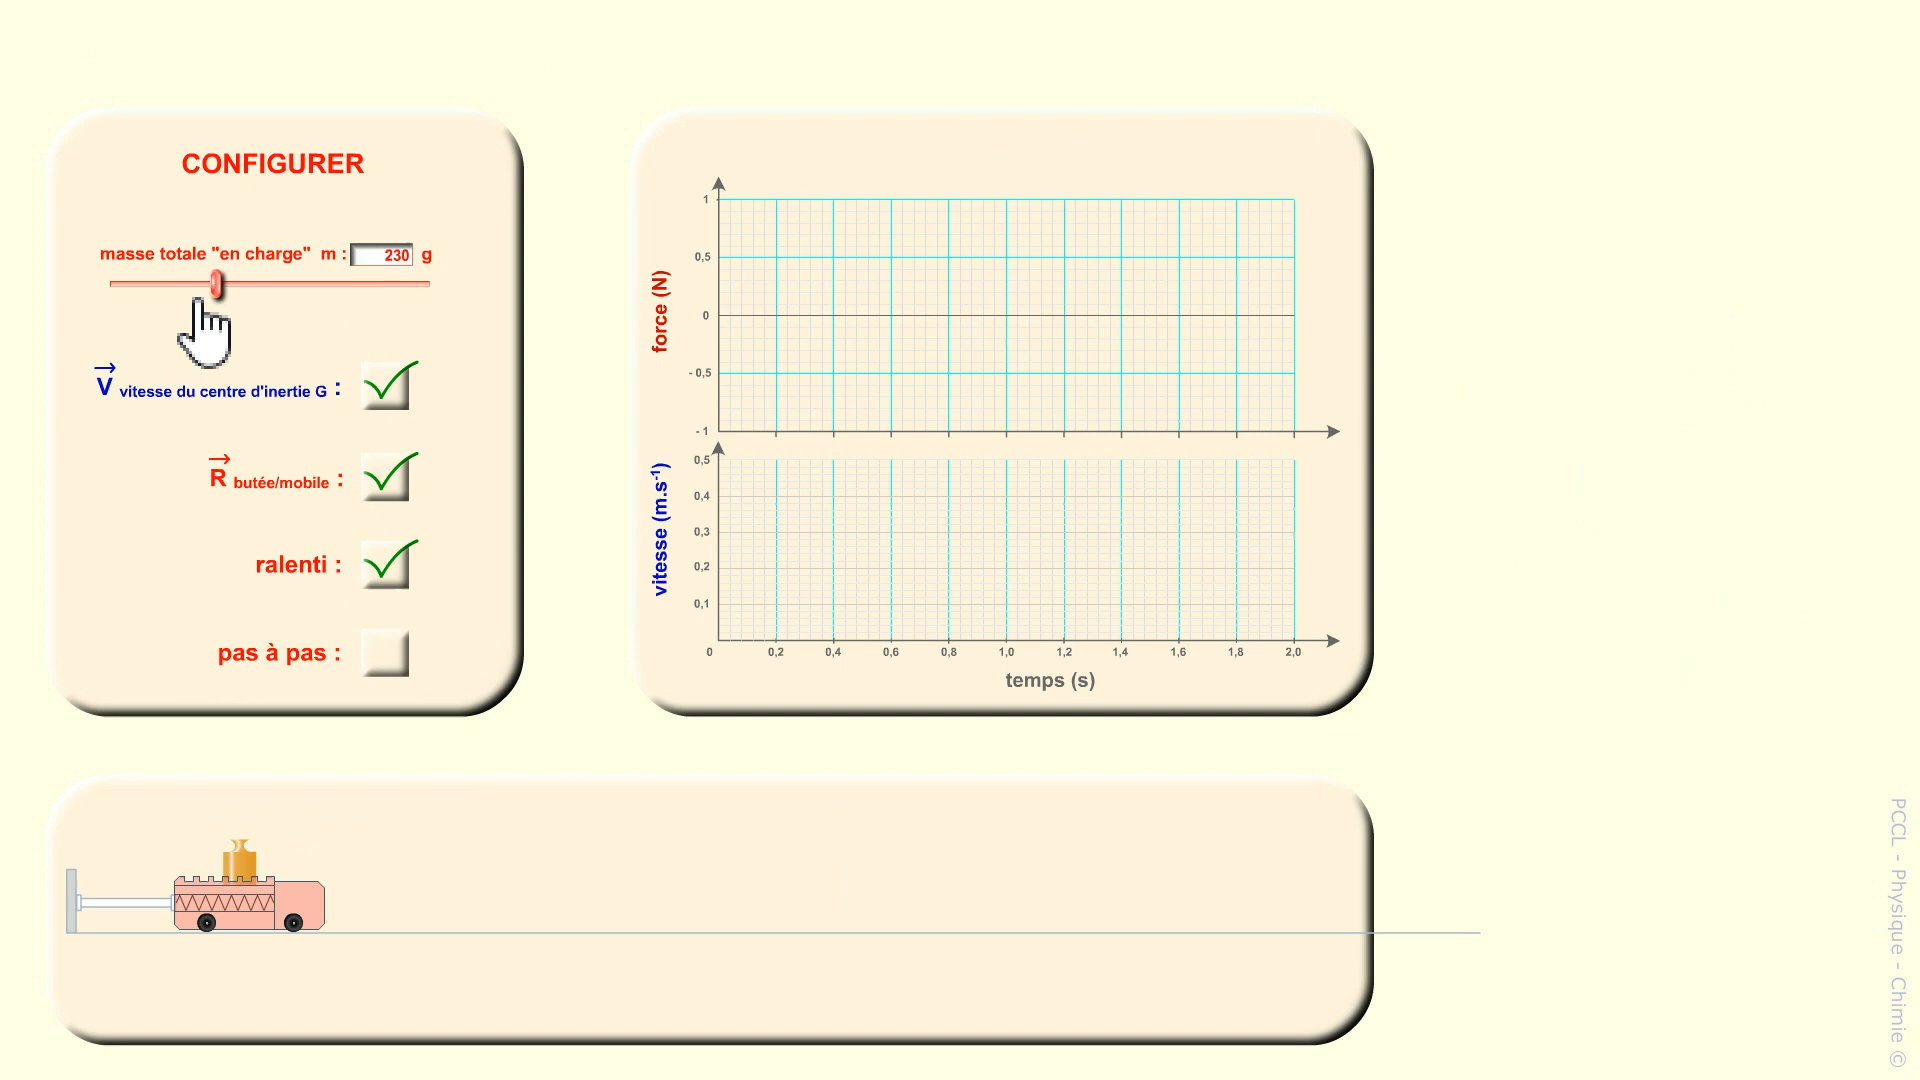 CONFIGURER
masse totale "en charge" m : 230 g
V vitesse du centre d'inertie G :
R butée/mobile :
ralenti :
pas à pas :
force (N)
1
0,5
0
- 0,5
- 1
vitesse (m.s-1)
0,5
0,4
0,3
0,2
0,1
0 0,2 0,4 0,6 0,8 1,0 1,2 1,4 1,6 1,8 2,0
temps (s)
PCCL - Physique - Chimie ©